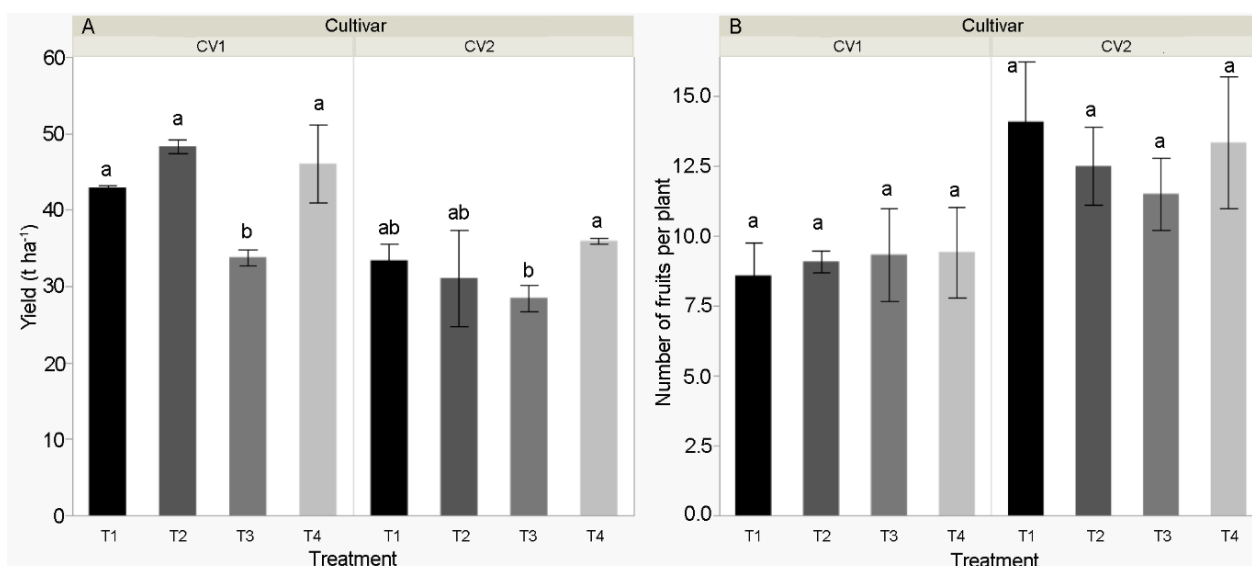 A Cultivar
CV1 CV2
60
50
40
30
20
10
0
Yield (t ha⁻¹)
a a b a ab ab b a
T1 T2 T3 T4 T1 T2 T3 T4
Treatment
B Cultivar
CV1 CV2
15.0
12.5
10.0
7.5
5.0
2.5
0.0
Number of fruits per plant
a a a a a a a a
T1 T2 T3 T4 T1 T2 T3 T4
Treatment